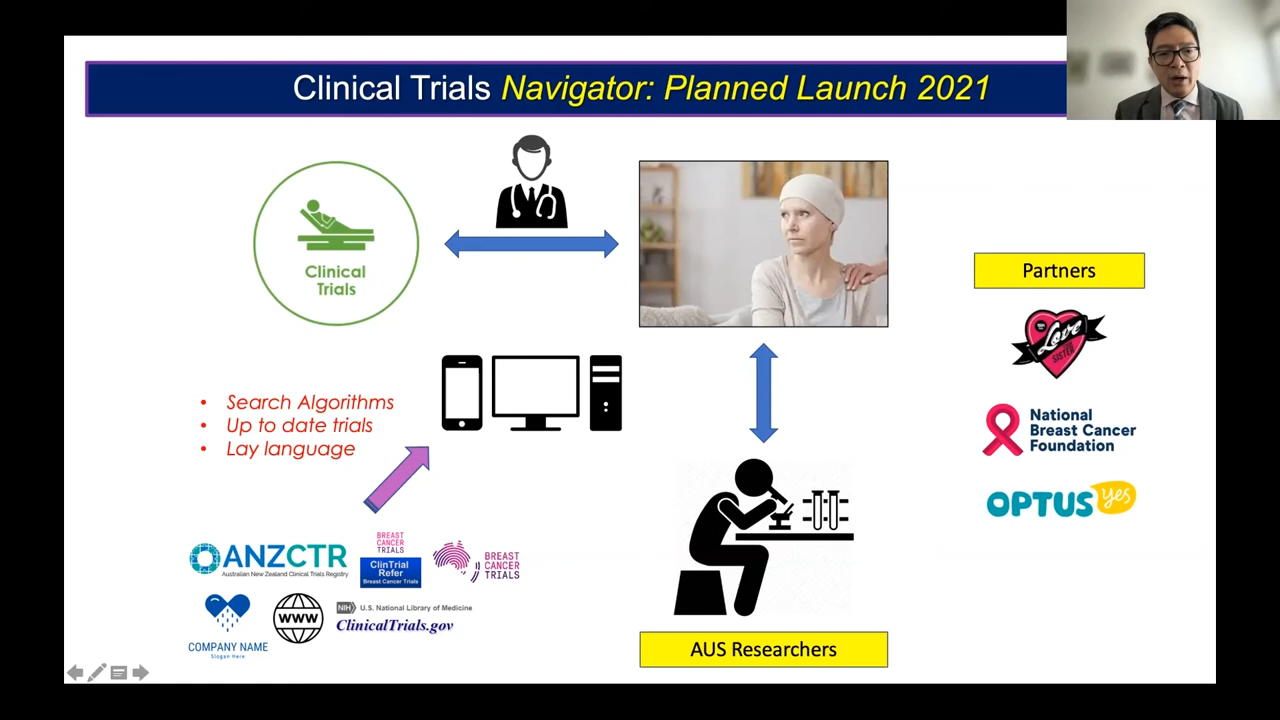 Clinical Trials Navigator: Planned Launch 2021
Clinical
Trials
Partners
Love
SISTER
National
Breast Cancer
Foundation
OPTUS yes
• Search Algorithms
• Up to date trials
• Lay language
ANZCTR
Australian New Zealand Clinical Trials Registry
BREAST
CANCER
TRIALS
ClinTrial
Refer
Breast Cancer Trials
BREAST
CANCER
TRIALS
COMPANY NAME
Slogan Here
WWW
NIH U.S. National Library of Medicine
ClinicalTrials.gov
AUS Researchers